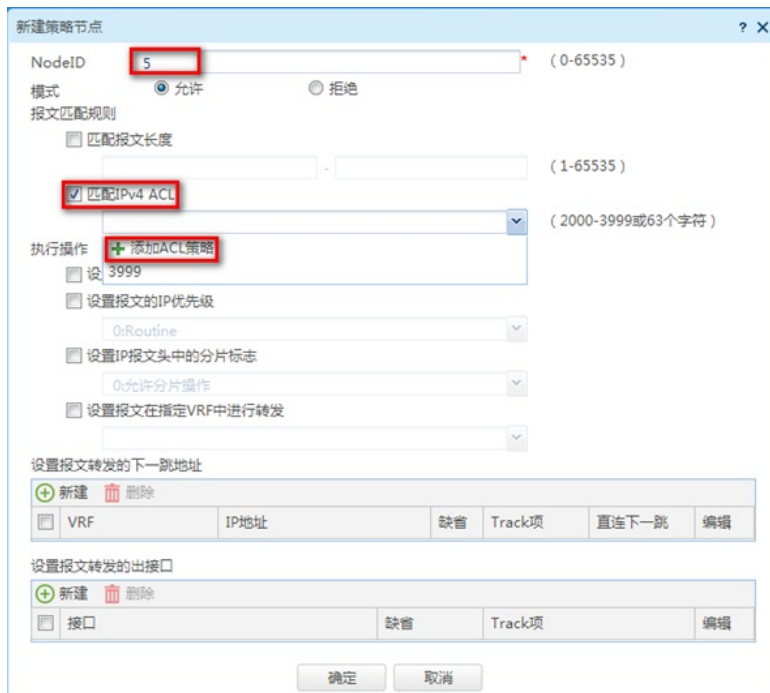 新建策略节点 ? X
NodeID 5 * （0-65535）
模式 允许 拒绝
报文匹配规则
匹配报文长度
- （1-65535）
匹配IPv4 ACL
（2000-3999或63个字符）
执行操作 添加ACL策略
设 3999
设置报文的IP优先级
0:Routine
设置IP报文头中的分片标志
0:允许分片操作
设置报文在指定VRF中进行转发
设置报文转发的下一跳地址
新建 删除
VRF IP地址 缺省 Track项 直连下一跳 编辑
设置报文转发的出接口
新建 删除
接口 缺省 Track项 编辑
确定 取消